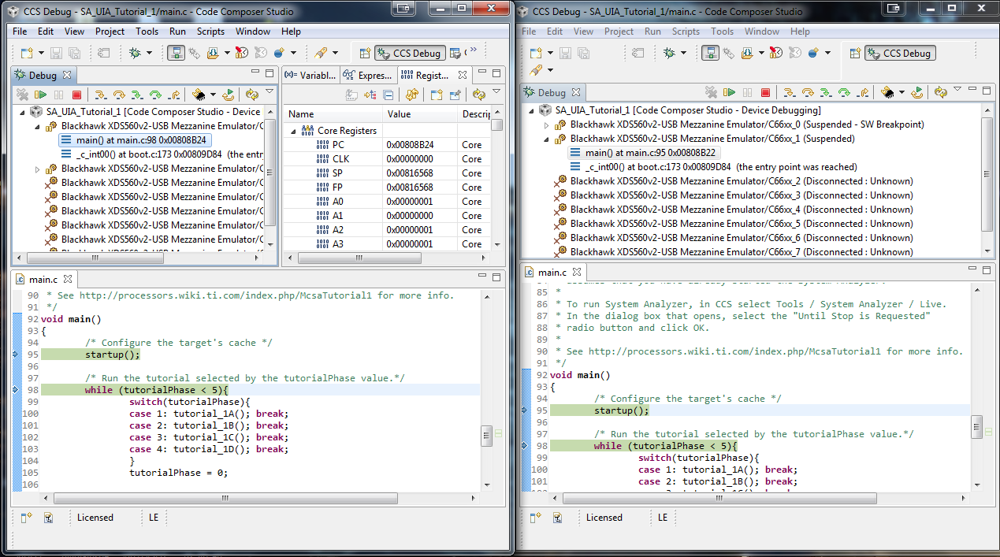 CCS Debug - SA_UIA_Tutorial_1/main.c - Code Composer Studio
File Edit View Project Tools Run Scripts Window Help
CCS Debug
Debug
SA_UIA_Tutorial_1 (Code Composer Studio - Device
Blackhawk XDS560v2-USB Mezzanine Emulator/C
main() at main.c:98 0x00808B24
_c_int00() at boot.c:173 0x00809D84 (the entr
Blackhawk XDS560v2-USB Mezzanine Emulator/C
Blackhawk XDS560v2-USB Mezzanine Emulator/C
Blackhawk XDS560v2-USB Mezzanine Emulator/C
Blackhawk XDS560v2-USB Mezzanine Emulator/C
Blackhawk XDS560v2-USB Mezzanine Emulator/C
Blackhawk XDS560v2-USB Mezzanine Emulator/C
(x)= Variabl... Expres... Regist...
Name Value Descrip
Core Registers
PC 0x00808B24 Core
CLK 0x00000000 Core
SP 0x00816568 Core
FP 0x00816568 Core
A0 0x00000001 Core
A1 0x00000000 Core
A2 0x00000001 Core
A3 0x00000001 Core
main.c
90 * See http://processors.wiki.ti.com/index.php/McsaTutorial1 for more info.
91 */
92 void main()
93 {
94 /* Configure the target's cache */
95 startup();
96
97 /* Run the tutorial selected by the tutorialPhase value.*/
98 while (tutorialPhase < 5){
99 switch(tutorialPhase){
100 case 1: tutorial_1A(); break;
101 case 2: tutorial_1B(); break;
102 case 3: tutorial_1C(); break;
103 case 4: tutorial_1D(); break;
104 }
105 tutorialPhase = 0;
106
Licensed LE
CCS Debug - SA_UIA_Tutorial_1/main.c - Code Composer Studio
File Edit View Project Run Scripts Tools Window Help
CCS Debug
Debug
SA_UIA_Tutorial_1 (Code Composer Studio - Device Debugging)
Blackhawk XDS560v2-USB Mezzanine Emulator/C66xx_0 (Suspended - SW Breakpoint)
Blackhawk XDS560v2-USB Mezzanine Emulator/C66xx_1 (Suspended)
main() at main.c:95 0x00808B22
_c_int00() at boot.c:173 0x00809D84 (the entry point was reached)
Blackhawk XDS560v2-USB Mezzanine Emulator/C66xx_2 (Disconnected : Unknown)
Blackhawk XDS560v2-USB Mezzanine Emulator/C66xx_3 (Disconnected : Unknown)
Blackhawk XDS560v2-USB Mezzanine Emulator/C66xx_4 (Disconnected : Unknown)
Blackhawk XDS560v2-USB Mezzanine Emulator/C66xx_5 (Disconnected : Unknown)
Blackhawk XDS560v2-USB Mezzanine Emulator/C66xx_6 (Disconnected : Unknown)
Blackhawk XDS560v2-USB Mezzanine Emulator/C66xx_7 (Disconnected : Unknown)
main.c
85 *
86 * To run System Analyzer, in CCS select Tools / System Analyzer / Live.
87 * In the dialog box that opens, select the "Until Stop is Requested"
88 * radio button and click OK.
89 *
90 * See http://processors.wiki.ti.com/index.php/McsaTutorial1 for more info.
91 */
92 void main()
93 {
94 /* Configure the target's cache */
95 startup();
96
97 /* Run the tutorial selected by the tutorialPhase value.*/
98 while (tutorialPhase < 5){
99 switch(tutorialPhase){
100 case 1: tutorial_1A(); break;
101 case 2: tutorial_1B(); break;
Licensed LE